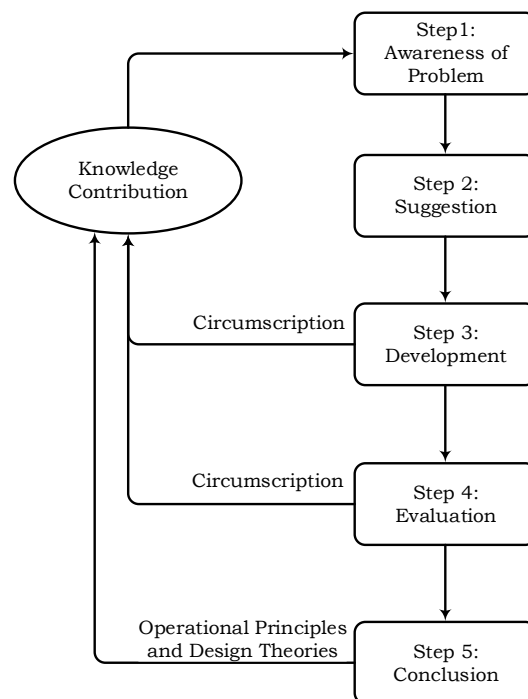 Step1:
Awareness of
Problem
Knowledge
Contribution
Step 2:
Suggestion
Circumscription
Step 3:
Development
Circumscription
Step 4:
Evaluation
Operational Principles
and Design Theories
Step 5:
Conclusion